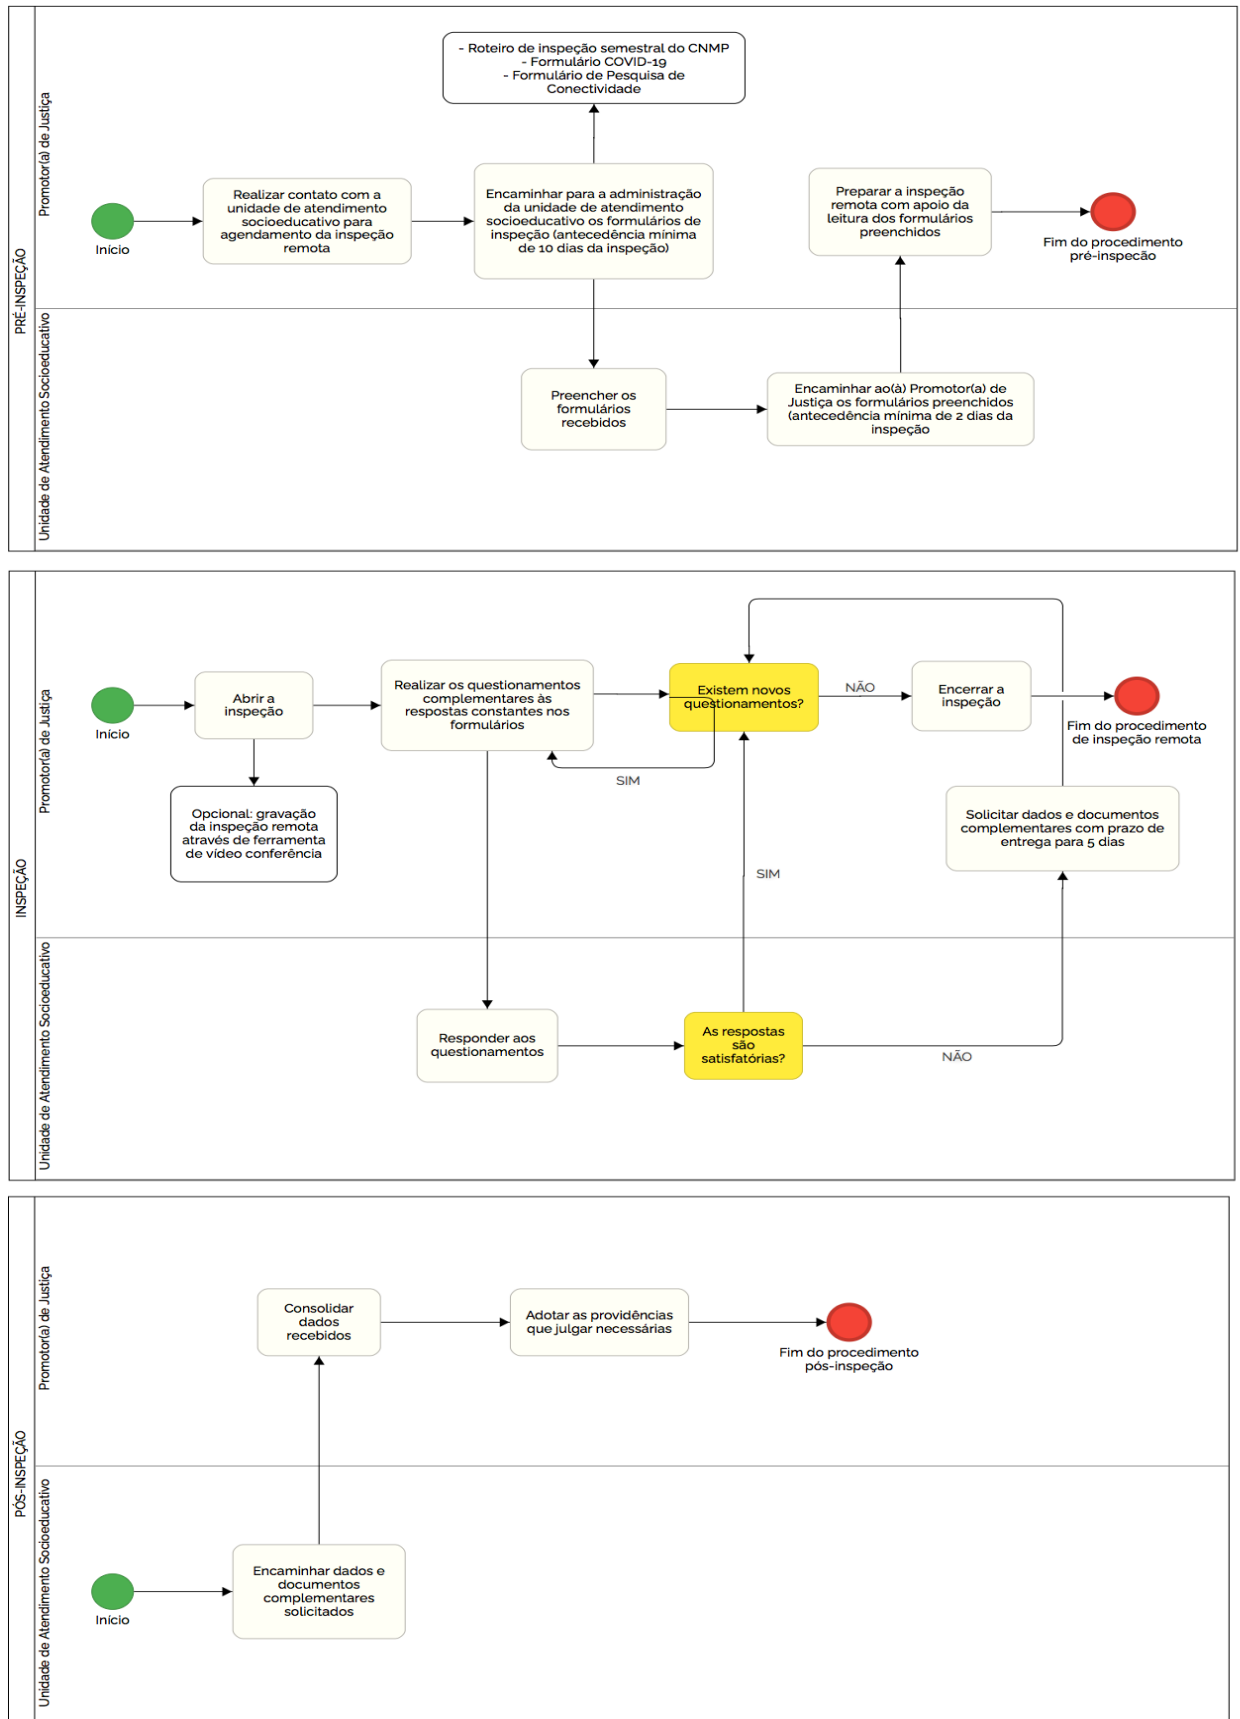 PRÉ-INSPEÇÃO
Promotor(a) de Justiça
- Roteiro de inspeção semestral do CNMP
- Formulário COVID-19
- Formulário de Pesquisa de
Conectividade
Início
Realizar contato com a
unidade de atendimento
socioeducativo para
agendamento da inspeção
remota
Encaminhar para a administração
da unidade de atendimento
socioeducativo os formulários de
inspeção (antecedência mínima
de 10 dias da inspeção)
Preparar a inspeção
remota com apoio da
leitura dos formulários
preenchidos
Fim do procedimento
pré-inspecão
Unidade de Atendimento Socioeducativo
Preencher os
formulários
recebidos
Encaminhar ao(à) Promotor(a) de
Justiça os formulários preenchidos
(antecedência mínima de 2 dias da
inspeção
INSPEÇÃO
Promotor(a) de Justiça
Início
Abrir a
inspeção
Opcional: gravação
da inspeção remota
através de ferramenta
de vídeo conferência
Realizar os questionamentos
complementares às
respostas constantes nos
formulários
SIM
Existem novos
questionamentos?
NÃO
Encerrar a
inspeção
Fim do procedimento
de inspeção remota
Solicitar dados e documentos
complementares com prazo de
entrega para 5 dias
SIM
Unidade de Atendimento Socioeducativo
Responder aos
questionamentos
As respostas
são
satisfatórias?
NÃO
PÓS-INSPEÇÃO
Promotor(a) de Justiça
Consolidar
dados
recebidos
Adotar as providências
que julgar necessárias
Fim do procedimento
pós-inspeção
Unidade de Atendimento Socioeducativo
Início
Encaminhar dados e
documentos
complementares
solicitados